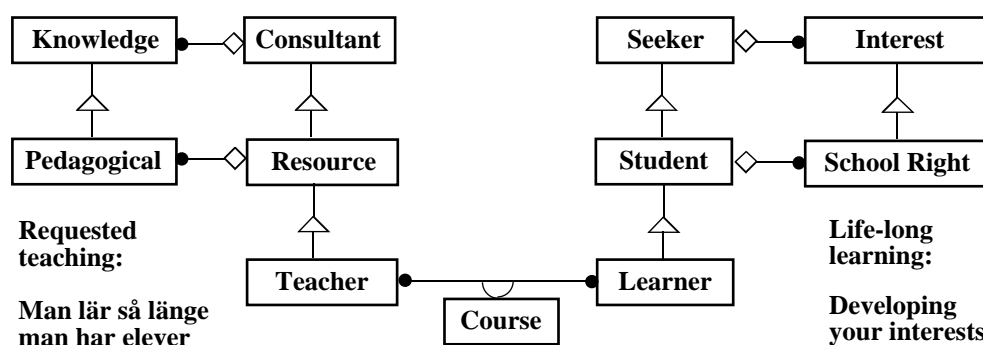 Knowledge
Consultant
Seeker
Interest
Pedagogical
Resource
Student
School Right
Requested
teaching:
Man lär så länge
man har elever
Teacher
Learner
Course
Life-long
learning:
Developing
your interests